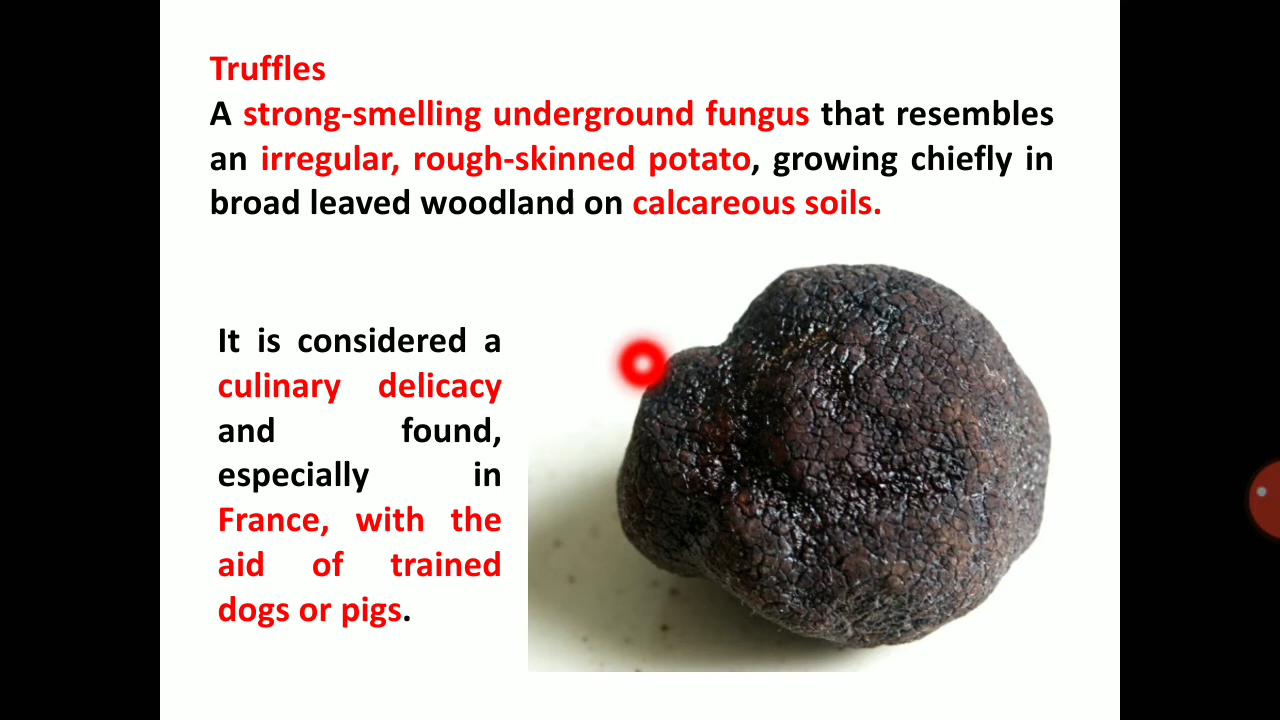 Truffles
A strong-smelling underground fungus that resembles
an irregular, rough-skinned potato, growing chiefly in
broad leaved woodland on calcareous soils.
It is considered a
culinary delicacy
and found,
especially in
France, with the
aid of trained
dogs or pigs.